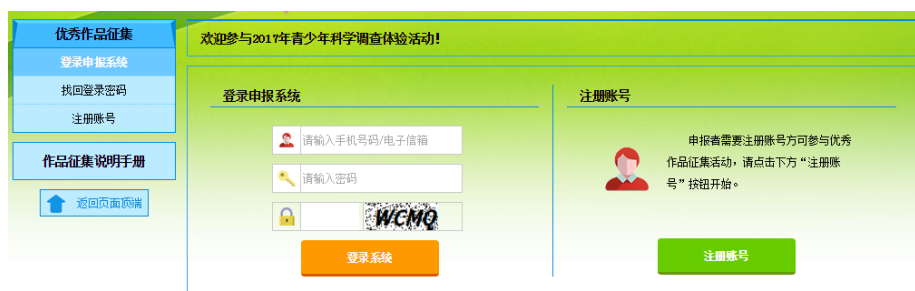 优秀作品征集
登录申报系统
找回登录密码
注册账号
作品征集说明手册
返回页面顶端
欢迎参与2017年青少年科学调查体验活动！
登录申报系统
请输入手机号码/电子信箱
请输入密码
WCMQ
登录系统
注册账号
申报者需要注册账号方可参与优秀
作品征集活动，请点击下方“注册账
号”按钮开始。
注册账号